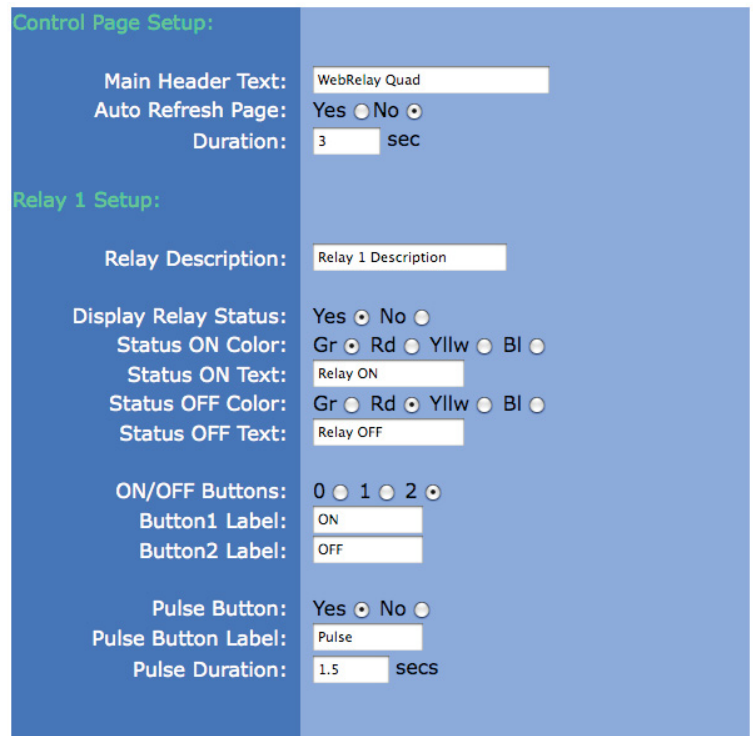 Control Page Setup:
Main Header Text: WebRelay Quad
Auto Refresh Page: Yes No
Duration: 3 sec
Relay 1 Setup:
Relay Description: Relay 1 Description
Display Relay Status: Yes No
Status ON Color: Gr Rd Yllw Bl
Status ON Text: Relay ON
Status OFF Color: Gr Rd Yllw Bl
Status OFF Text: Relay OFF
ON/OFF Buttons: 0 1 2
Button1 Label: ON
Button2 Label: OFF
Pulse Button: Yes No
Pulse Button Label: Pulse
Pulse Duration: 1.5 secs